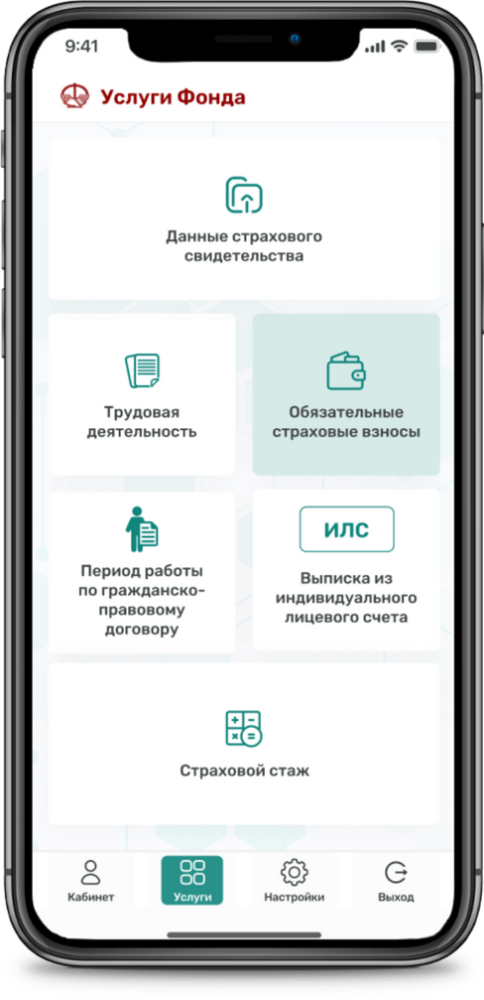 9:41
Услуги Фонда
Данные страхового
свидетельства
Трудовая
деятельность
Обязательные
страховые взносы
Период работы
по гражданско-
правовому
договору
ИЛС
Выписка из
индивидуального
лицевого счета
Страховой стаж
Кабинет
Услуги
Настройки
Выход